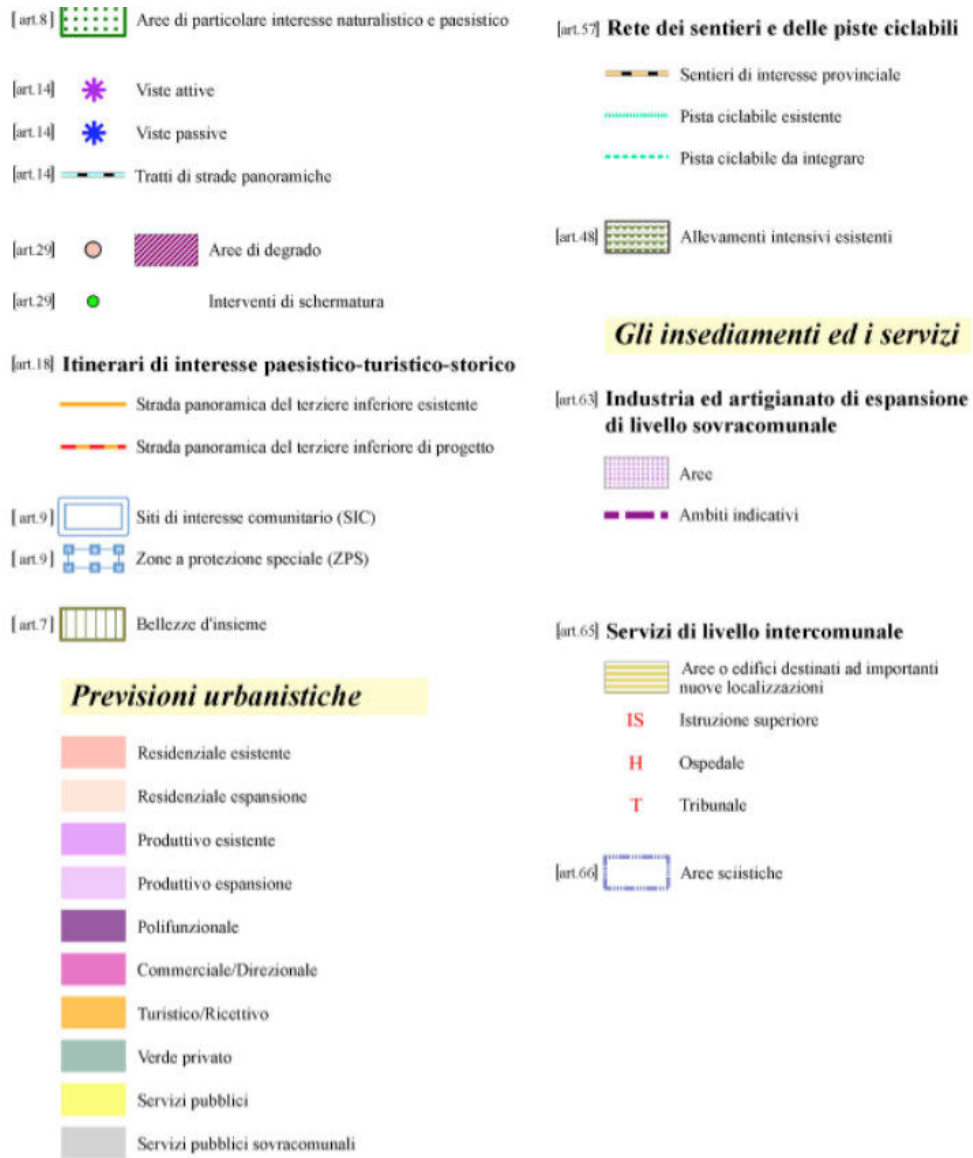 [art.8] Aree di particolare interesse naturalistico e paesistico
[art.14] Viste attive
[art.14] Viste passive
[art.14] Tratti di strade panoramiche
[art.29] Aree di degrado
[art.29] Interventi di schermatura
[art.18] Itinerari di interesse paesistico-turistico-storico
Strada panoramica del terziere inferiore esistente
Strada panoramica del terziere inferiore di progetto
[art.9] Siti di interesse comunitario (SIC)
[art.9] Zone a protezione speciale (ZPS)
[art.7] Bellezze d'insieme
Previsioni urbanistiche
Residenziale esistente
Residenziale espansione
Produttivo esistente
Produttivo espansione
Polifunzionale
Commerciale/Direzionale
Turistico/Ricettivo
Verde privato
Servizi pubblici
Servizi pubblici sovracomunali
[art.57] Rete dei sentieri e delle piste ciclabili
Sentieri di interesse provinciale
Pista ciclabile esistente
Pista ciclabile da integrare
[art.48] Allevamenti intensivi esistenti
Gli insediamenti ed i servizi
[art.63] Industria ed artigianato di espansione
di livello sovracomunale
Aree
Ambiti indicativi
[art.65] Servizi di livello intercomunale
Aree o edifici destinati ad importanti
nuove localizzazioni
IS Istruzione superiore
H Ospedale
T Tribunale
[art.66] Aree sciistiche